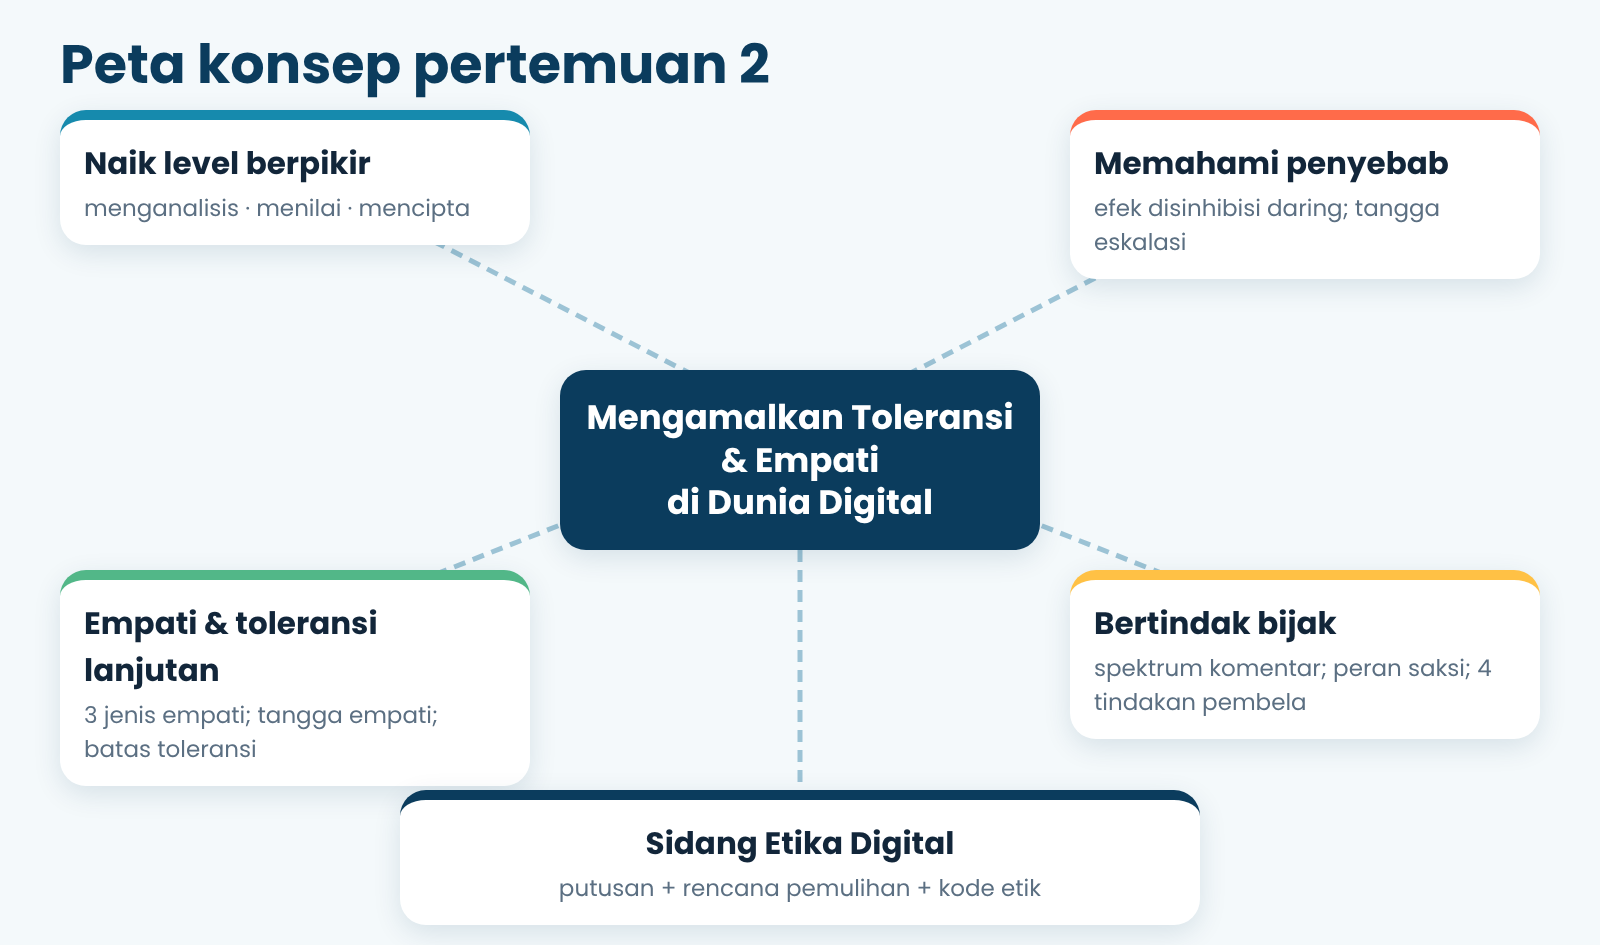 Peta konsep pertemuan 2
Naik level berpikir
menganalisis · menilai · mencipta
Memahami penyebab
efek disinhibisi daring; tangga
eskalasi
Mengamalkan Toleransi
& Empati
di Dunia Digital
Empati & toleransi
lanjutan
3 jenis empati; tangga empati;
batas toleransi
Bertindak bijak
spektrum komentar; peran saksi; 4
tindakan pembela
Sidang Etika Digital
putusan + rencana pemulihan + kode etik